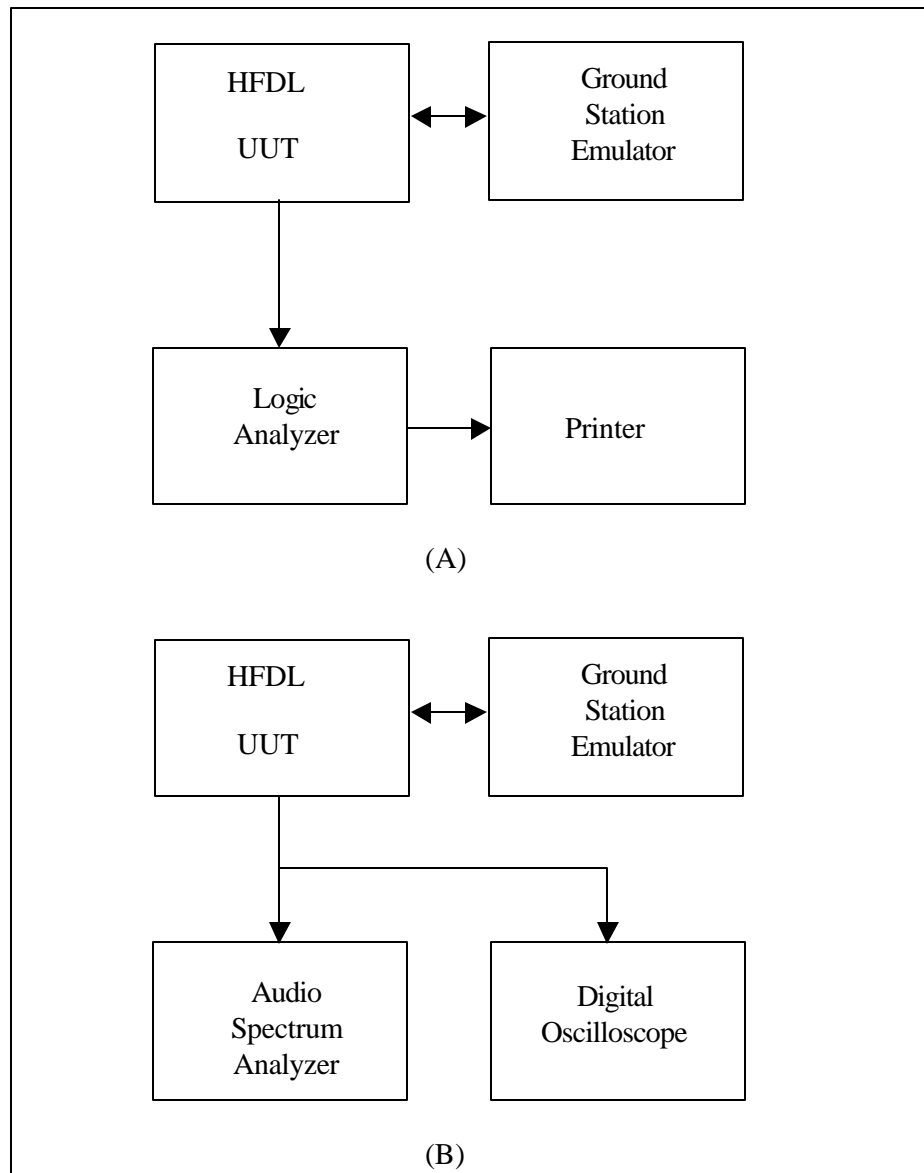 HFDL
UUT
Ground
Station
Emulator
Logic
Analyzer
Printer
(A)
HFDL
UUT
Ground
Station
Emulator
Audio
Spectrum
Analyzer
Digital
Oscilloscope
(B)